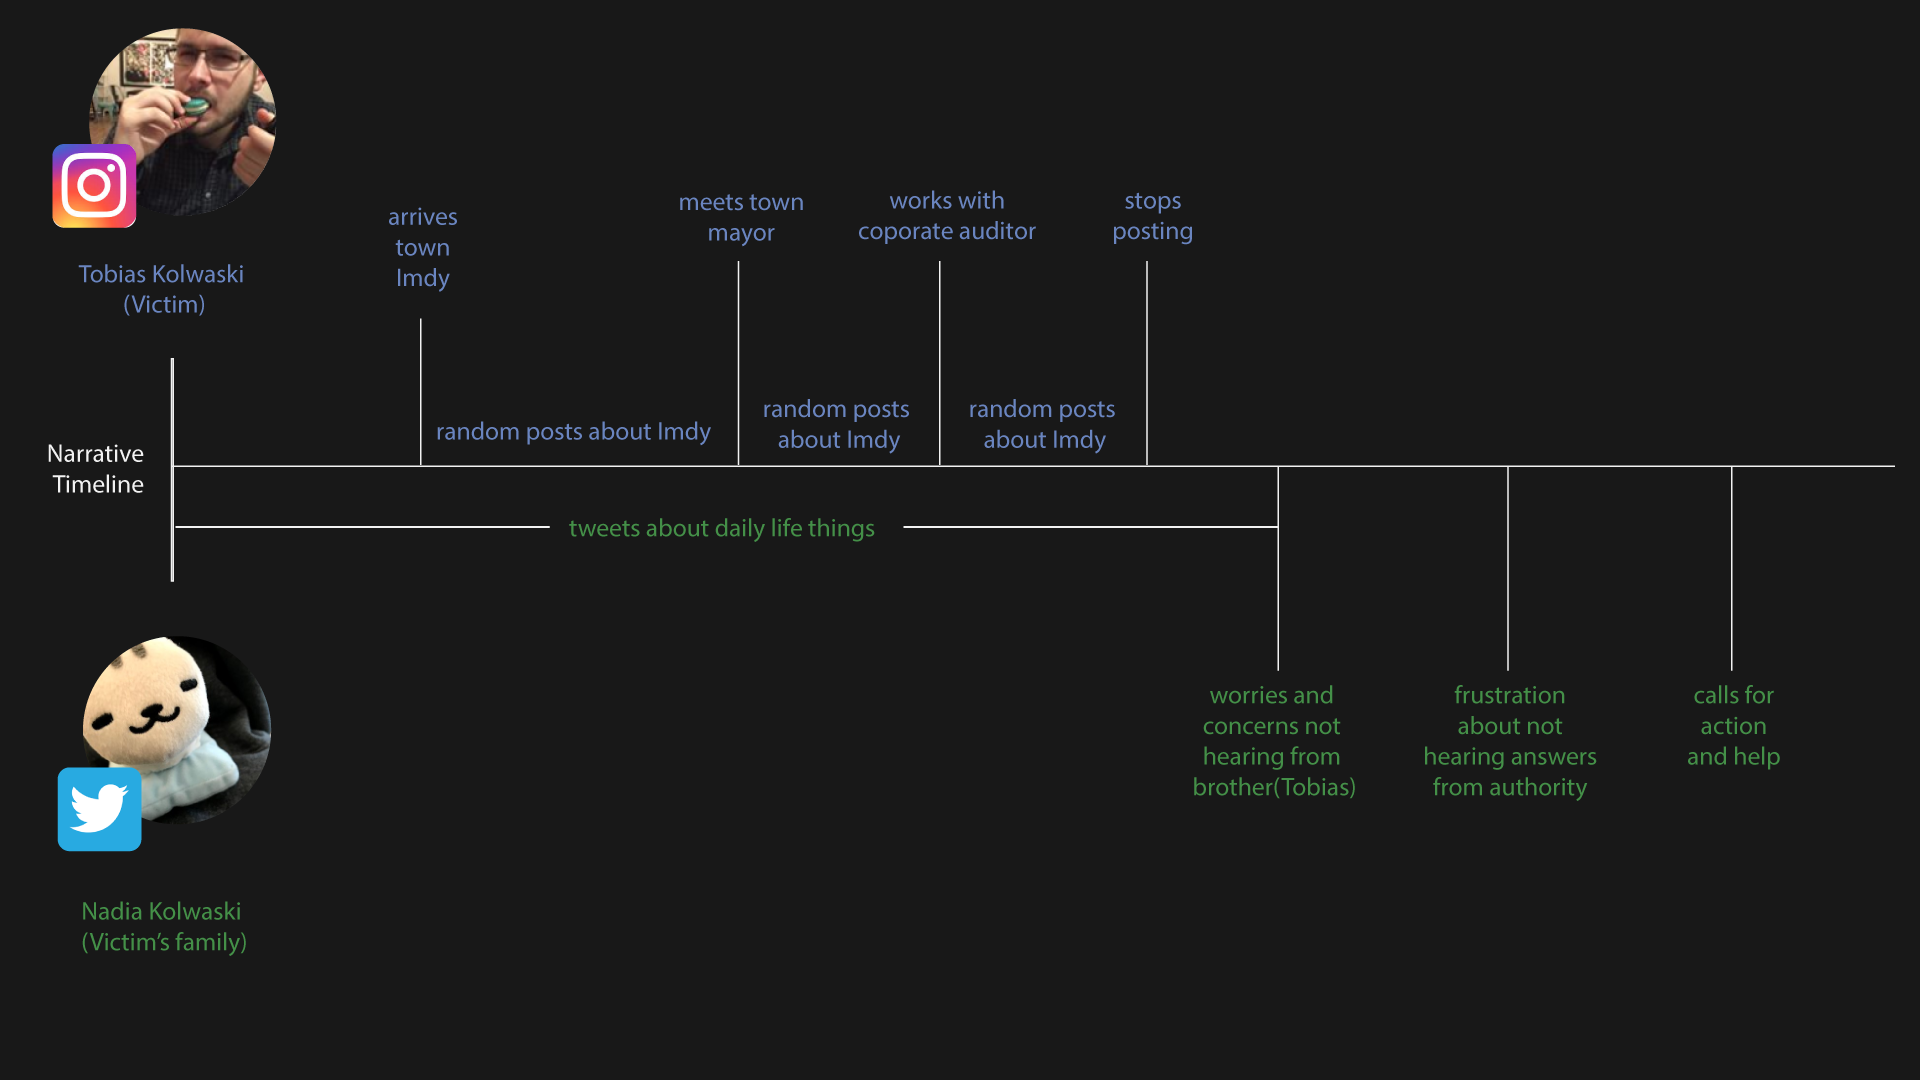 Tobias Kolwaski
(Victim)
arrives
town
Imdy
meets town
mayor
works with
coporate auditor
stops
posting
random posts about Imdy
random posts
about Imdy
random posts
about Imdy
Narrative
Timeline
tweets about daily life things
worries and
concerns not
hearing from
brother(Tobias)
frustration
about not
hearing answers
from authority
calls for
action
and help
Nadia Kolwaski
(Victim’s family)